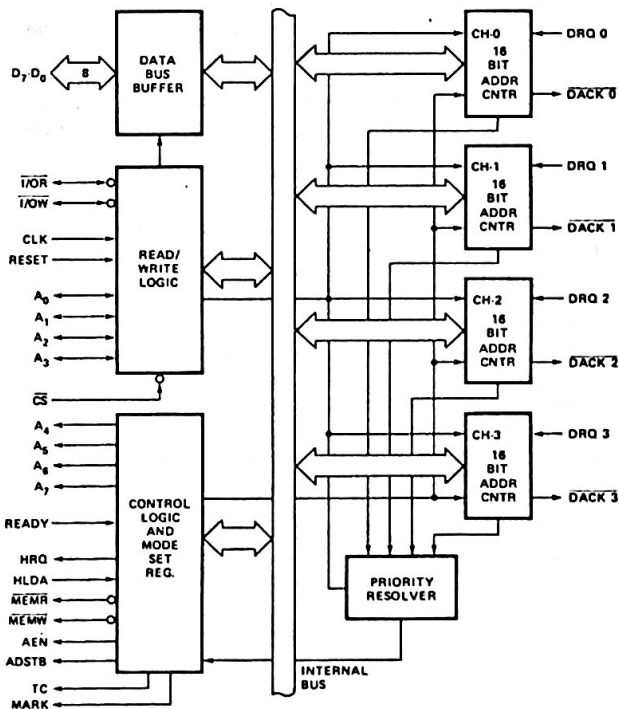 DATA
BUS
BUFFER
D7-D0
8
I/OR
I/OW
CLK
RESET
A0
A1
A2
A3
CS
READ/
WRITE
LOGIC
A4
A5
A6
A7
READY
HRQ
HLDA
MEMR
MEMW
AEN
ADSTB
TC
MARK
CONTROL
LOGIC
AND
MODE
SET
REG.
INTERNAL
BUS
CH-0
16
BIT
ADDR
CNTR
DRQ 0
DACK 0
CH-1
16
BIT
ADDR
CNTR
DRQ 1
DACK 1
CH-2
16
BIT
ADDR
CNTR
DRQ 2
DACK 2
CH-3
16
BIT
ADDR
CNTR
DRQ 3
DACK 3
PRIORITY
RESOLVER